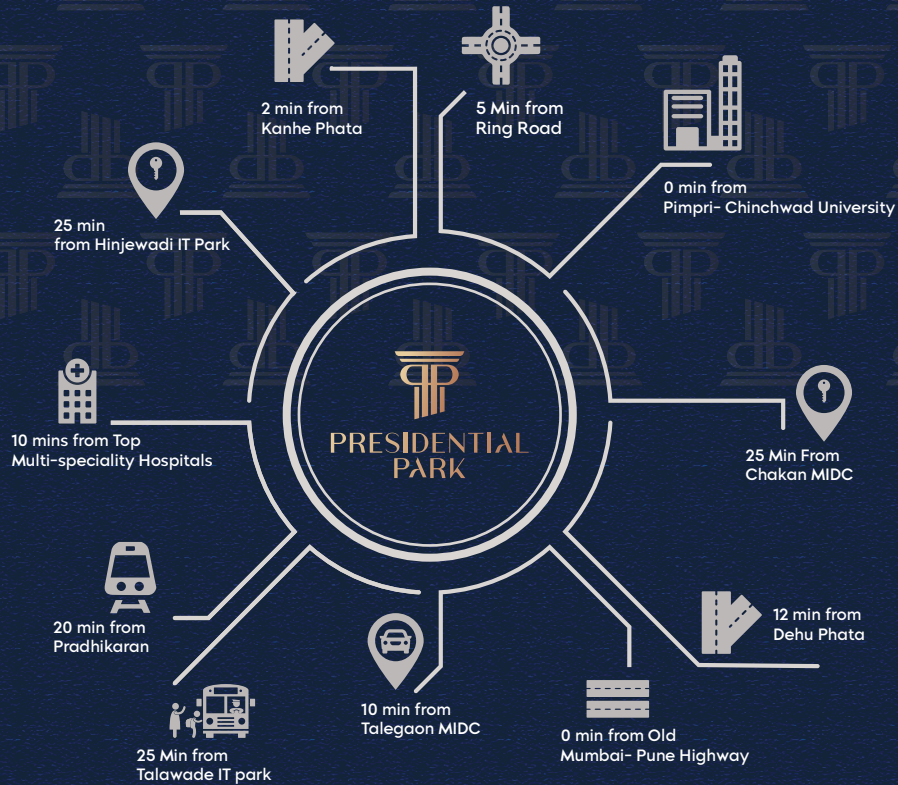 2 min from
Kanhe Phata
5 Min from
Ring Road
0 min from
Pimpri- Chinchwad University
25 min
from Hinjewadi IT Park
PRESIDENTIAL
PARK
10 mins from Top
Multi-speciality Hospitals
25 Min From
Chakan MIDC
20 min from
Pradhikaran
12 min from
Dehu Phata
10 min from
Talegaon MIDC
0 min from Old
Mumbai- Pune Highway
25 Min from
Talawade IT park